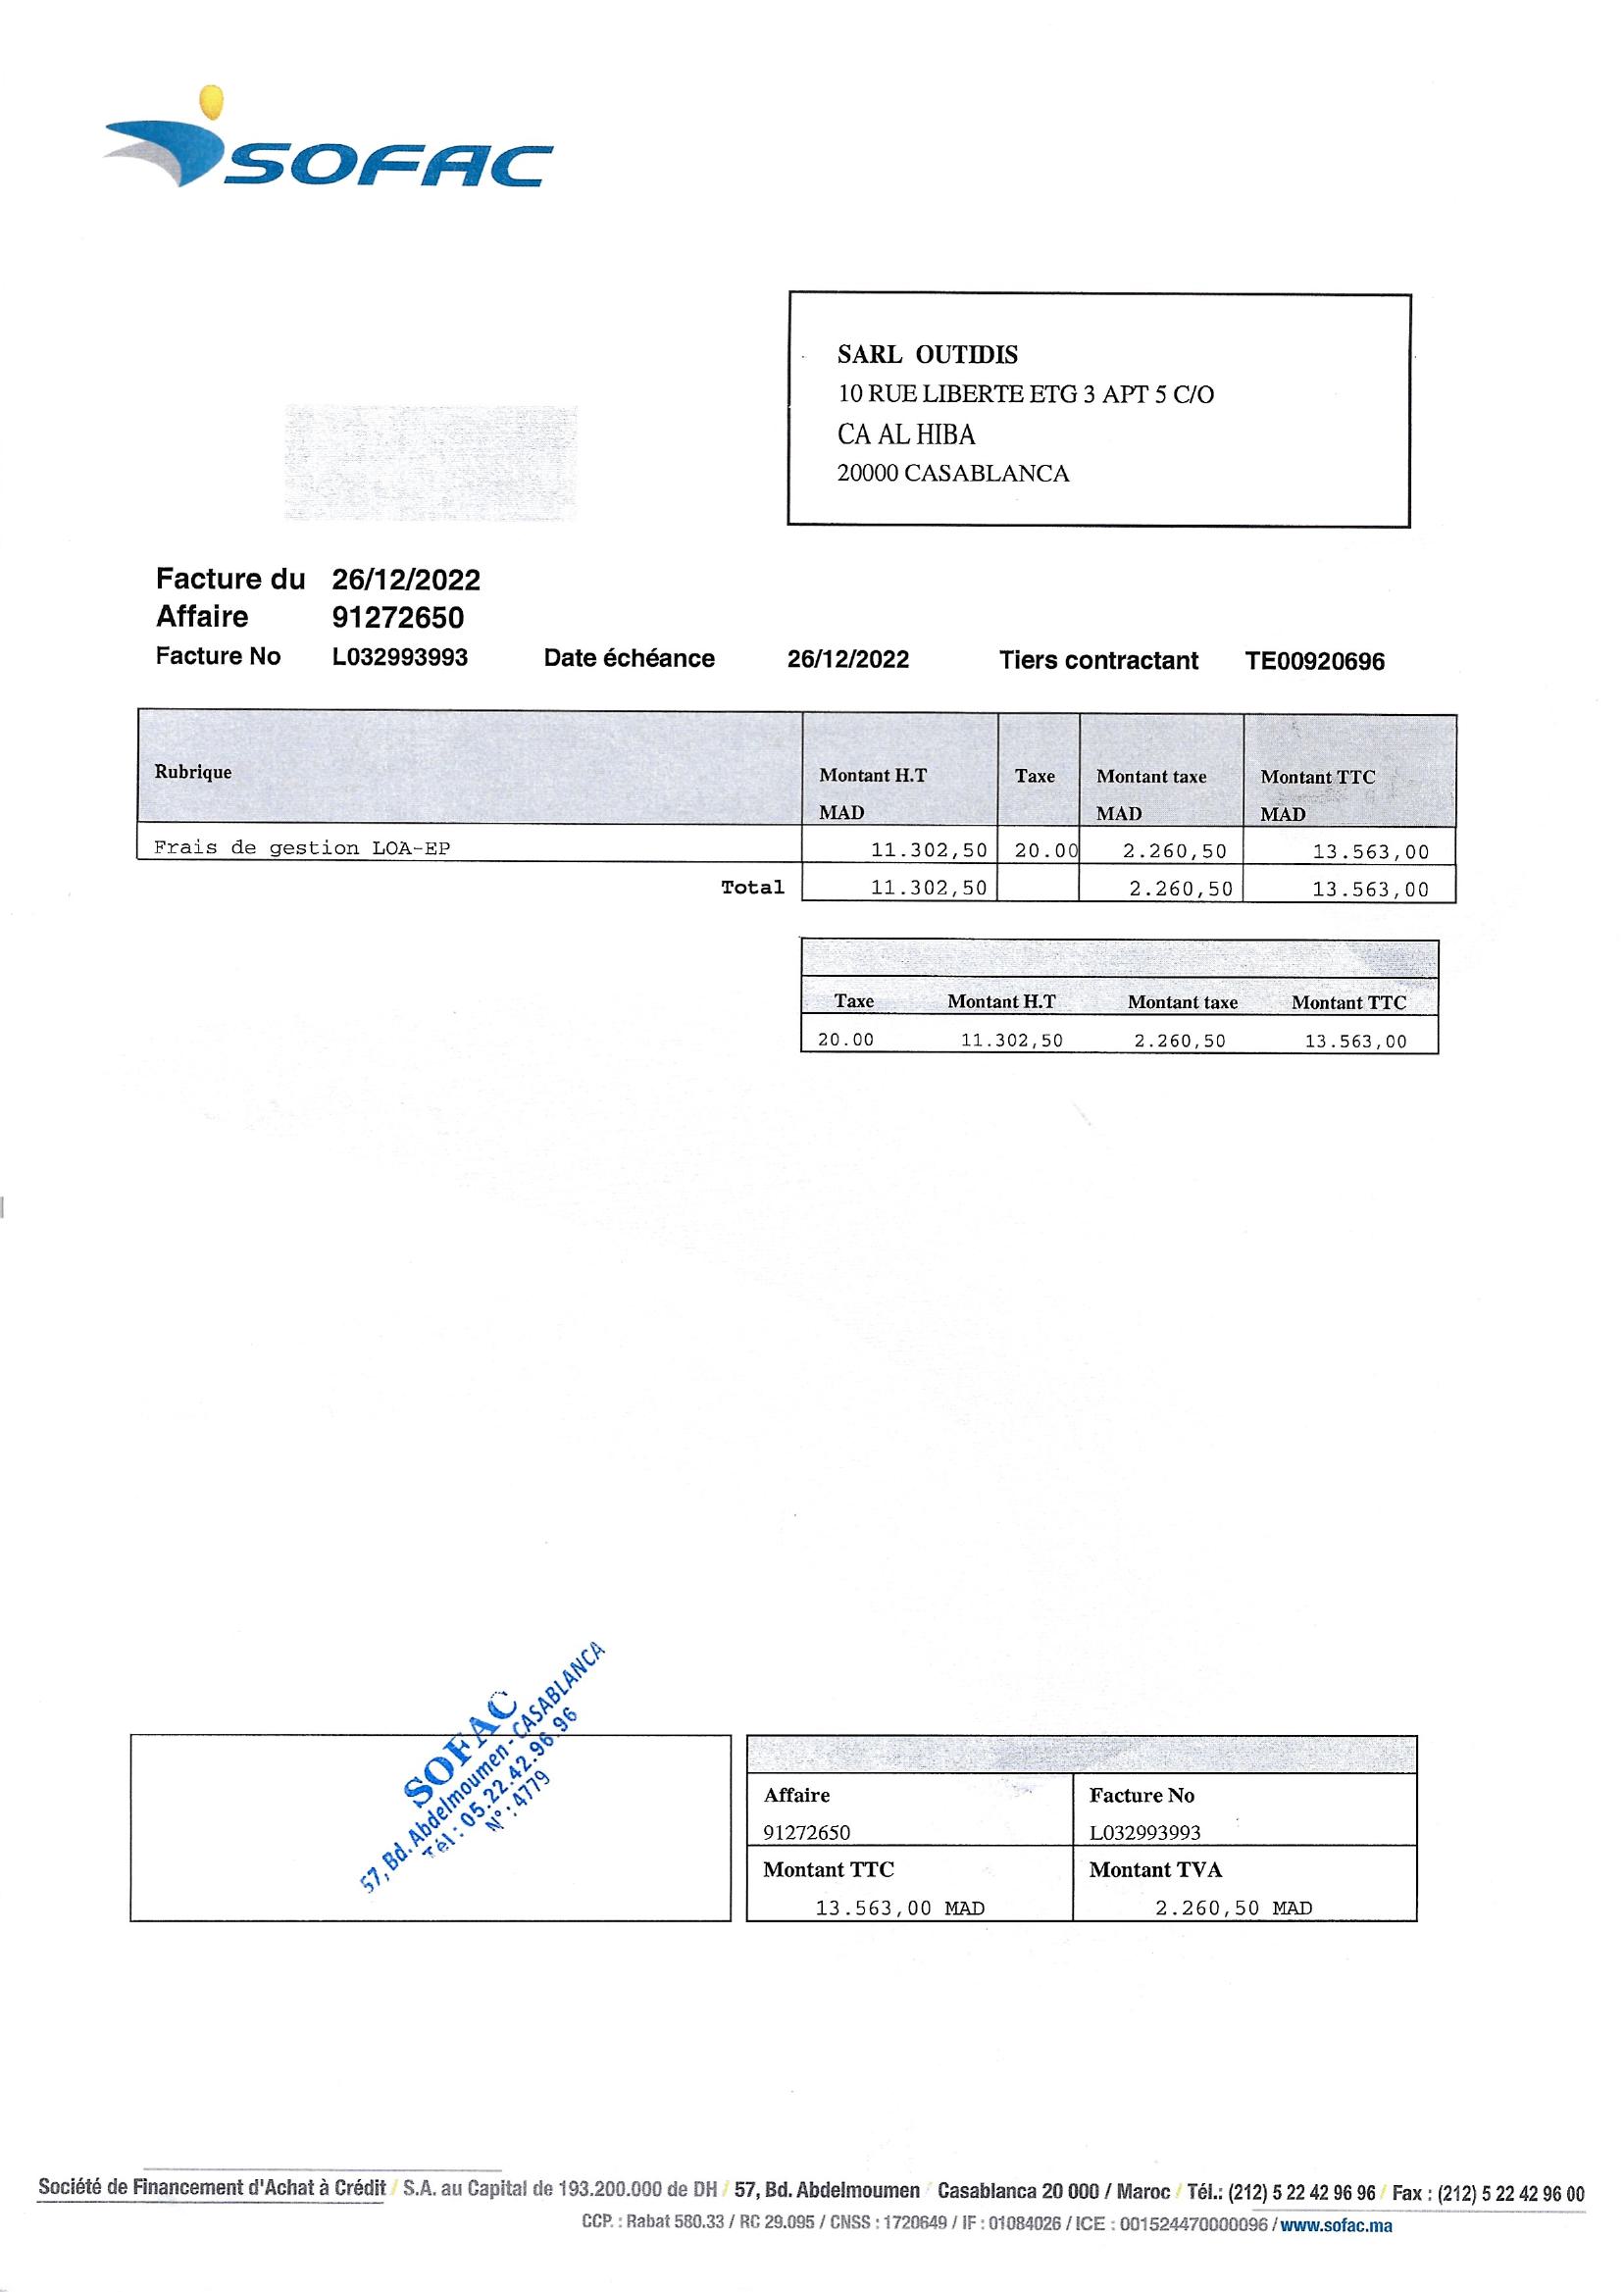 SOFAC
SARL OUTIDIS
10 RUE LIBERTE ETG 3 APT 5 C/O
CA AL HIBA
20000 CASABLANCA
Facture du 26/12/2022
Affaire 91272650
Facture No L032993993 Date échéance 26/12/2022 Tiers contractant TE00920696
Rubrique Montant H.T Taxe Montant taxe Montant TTC
MAD MAD MAD
Frais de gestion LOA-EP 11.302,50 20.00 2.260,50 13.563,00
Total 11.302,50 2.260,50 13.563,00
Taxe Montant H.T Montant taxe Montant TTC
20.00 11.302,50 2.260,50 13.563,00
SOFAC
57, Bd. Abdelmoumen - CASABLANCA
Tél : 05.22.42.96.96
N° : 4779
Affaire Facture No
91272650 L032993993
Montant TTC Montant TVA
13.563,00 MAD 2.260,50 MAD
Société de Financement d'Achat à Crédit / S.A. au Capital de 193.200.000 de DH / 57, Bd. Abdelmoumen / Casablanca 20 000 / Maroc / Tél.: (212) 5 22 42 96 96 / Fax : (212) 5 22 42 96 00
CCP. : Rabat 580.33 / RC 29.095 / CNSS : 1720649 / IF : 01084026 / ICE : 001524470000096 / www.sofac.ma